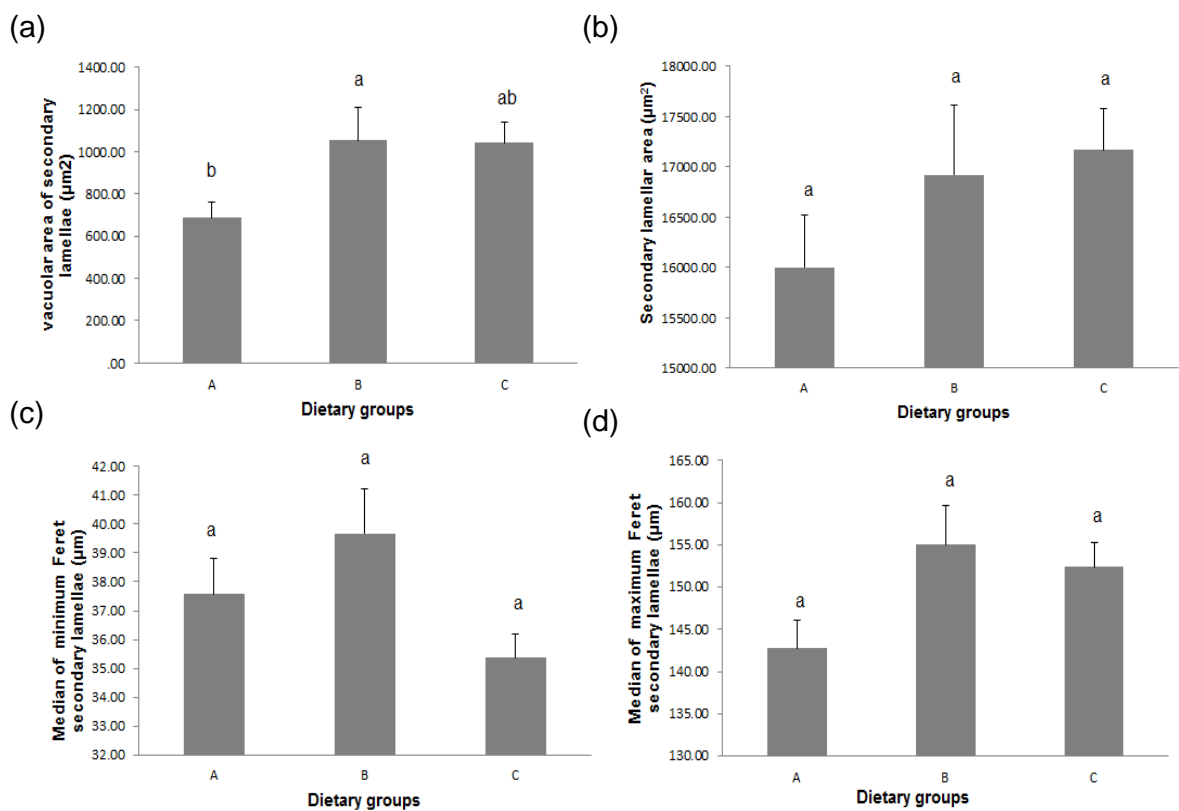 (a)
vacuolar area of secondary
lamellae (µm2)
1400.00
1200.00
1000.00
800.00
600.00
400.00
200.00
.00
b
a
ab
A
B
C
Dietary groups
(b)
Secondary lamellar area (µm²)
18000.00
17500.00
17000.00
16500.00
16000.00
15500.00
15000.00
a
a
a
A
B
C
Dietary groups
(c)
Median of minimum Feret
secondary lamellae (µm)
42.00
41.00
40.00
39.00
38.00
37.00
36.00
35.00
34.00
33.00
32.00
a
a
a
A
B
C
Dietary groups
(d)
Median of maximum Feret
secondary lamellae (µm)
165.00
160.00
155.00
150.00
145.00
140.00
135.00
130.00
a
a
a
A
B
C
Dietary groups